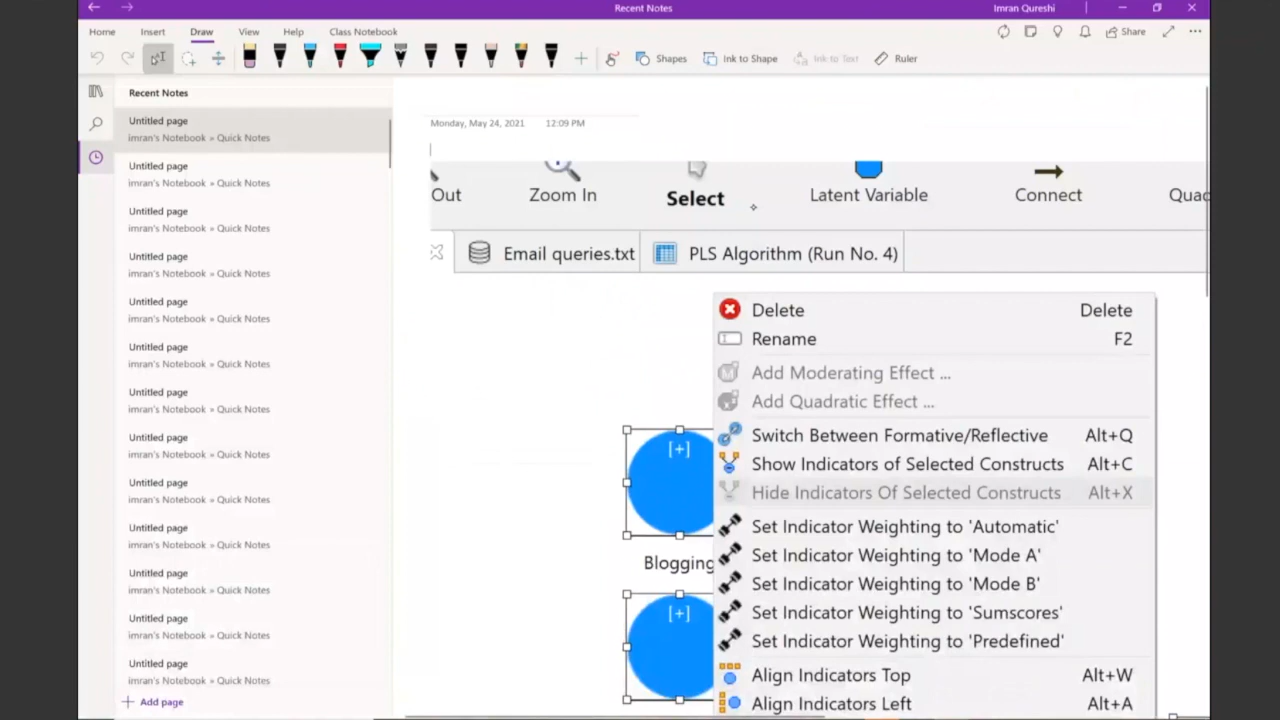 Recent Notes
Imran Qureshi
Home Insert Draw View Help Class Notebook
Share
Shapes Ink to Shape Ink to Text Ruler
Recent Notes
Untitled page
imran's Notebook » Quick Notes
Untitled page
imran's Notebook » Quick Notes
Untitled page
imran's Notebook » Quick Notes
Untitled page
imran's Notebook » Quick Notes
Untitled page
imran's Notebook » Quick Notes
Untitled page
imran's Notebook » Quick Notes
Untitled page
imran's Notebook » Quick Notes
Untitled page
imran's Notebook » Quick Notes
Untitled page
imran's Notebook » Quick Notes
Untitled page
imran's Notebook » Quick Notes
Untitled page
imran's Notebook » Quick Notes
Untitled page
imran's Notebook » Quick Notes
Untitled page
imran's Notebook » Quick Notes
Add page
Monday, May 24, 2021 12:09 PM
Out Zoom In Select Latent Variable Connect Quad
Email queries.txt PLS Algorithm (Run No. 4)
Delete Delete
Rename F2
Add Moderating Effect ...
Add Quadratic Effect ...
Switch Between Formative/Reflective Alt+Q
Show Indicators of Selected Constructs Alt+C
Hide Indicators Of Selected Constructs Alt+X
Set Indicator Weighting to 'Automatic'
Set Indicator Weighting to 'Mode A'
Set Indicator Weighting to 'Mode B'
Set Indicator Weighting to 'Sumscores'
Set Indicator Weighting to 'Predefined'
Align Indicators Top Alt+W
Align Indicators Left Alt+A
[+]
Blogging
[+]